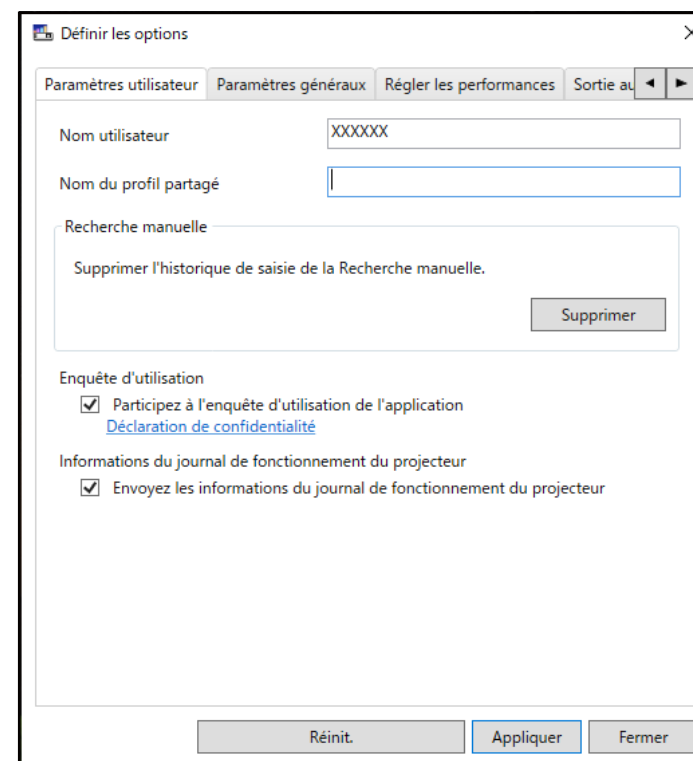 Définir les options
Paramètres utilisateur Paramètres généraux Régler les performances Sortie au
Nom utilisateur XXXXXX
Nom du profil partagé
Recherche manuelle
Supprimer l'historique de saisie de la Recherche manuelle.
Supprimer
Enquête d'utilisation
Participez à l'enquête d'utilisation de l'application
Déclaration de confidentialité
Informations du journal de fonctionnement du projecteur
Envoyez les informations du journal de fonctionnement du projecteur
Réinit. Appliquer Fermer